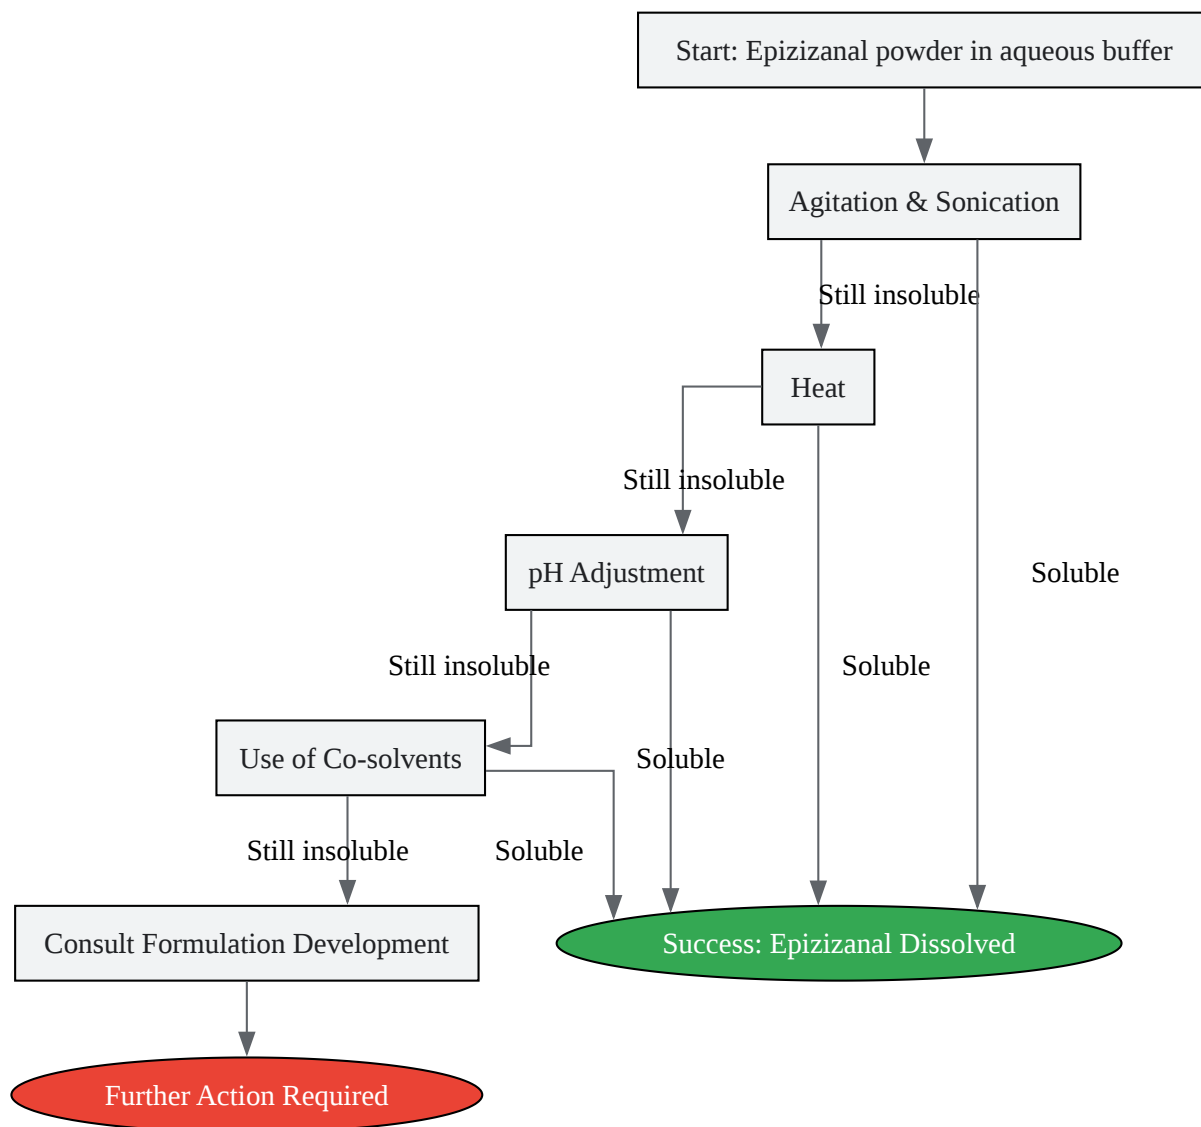 Start: Epizizanal powder in aqueous buffer
Agitation & Sonication
Still insoluble
Heat
Still insoluble
pH Adjustment
Soluble
Still insoluble
Soluble
Use of Co-solvents
Soluble
Still insoluble
Soluble
Consult Formulation Development
Success: Epizizanal Dissolved
Further Action Required